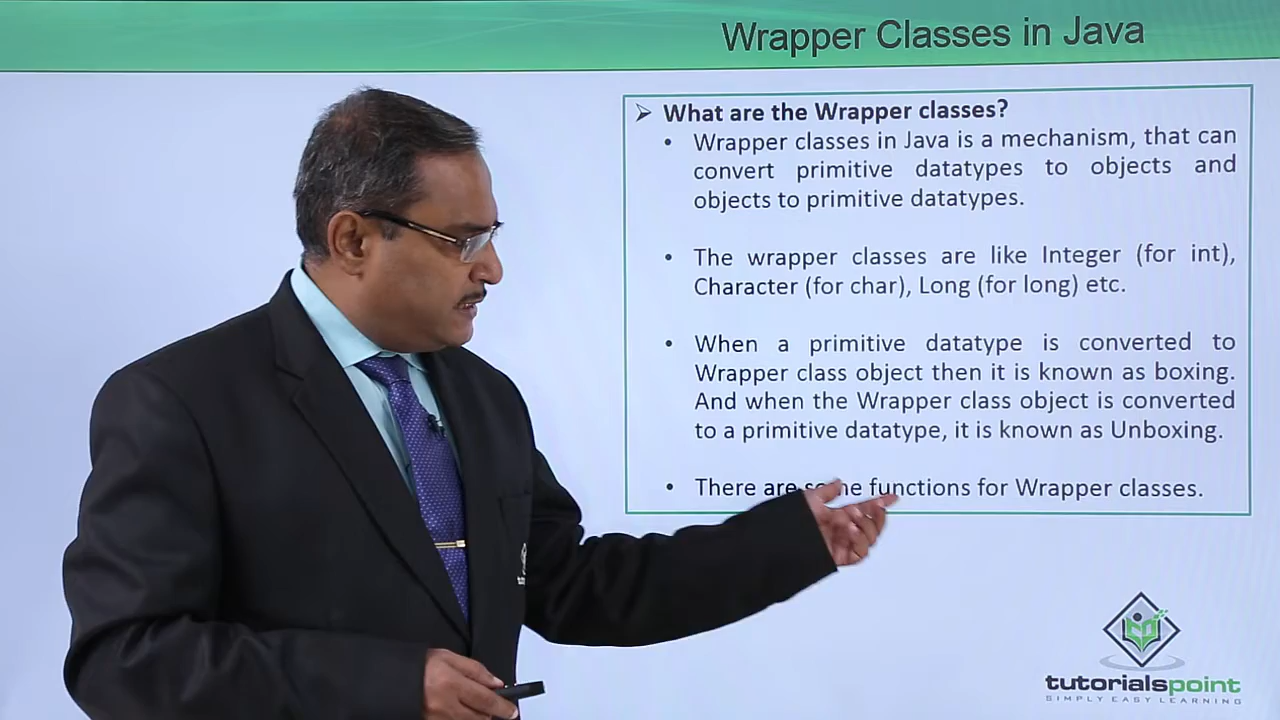 Wrapper Classes in Java
➢ What are the Wrapper classes?
• Wrapper classes in Java is a mechanism, that can
convert primitive datatypes to objects and
objects to primitive datatypes.
• The wrapper classes are like Integer (for int),
Character (for char), Long (for long) etc.
• When a primitive datatype is converted to
Wrapper class object then it is known as boxing.
And when the Wrapper class object is converted
to a primitive datatype, it is known as Unboxing.
• There are some functions for Wrapper classes.
tutorialspoint
SIMPLY EASY LEARNING